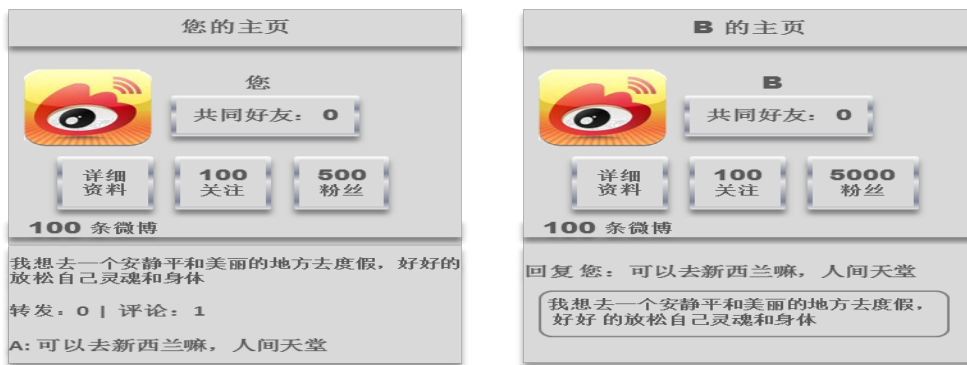 您的主页
您
共同好友：0
详细
资料
100
关注
500
粉丝
100 条微博
我想去一个安静平和美丽的地方去度假，好好的
放松自己灵魂和身体
转发：0 | 评论：1
A: 可以去新西兰嘛，人间天堂
B 的主页
B
共同好友：0
详细
资料
100
关注
5000
粉丝
100 条微博
回复您：可以去新西兰嘛，人间天堂
我想去一个安静平和美丽的地方去度假，
好好 的放松自己灵魂和身体